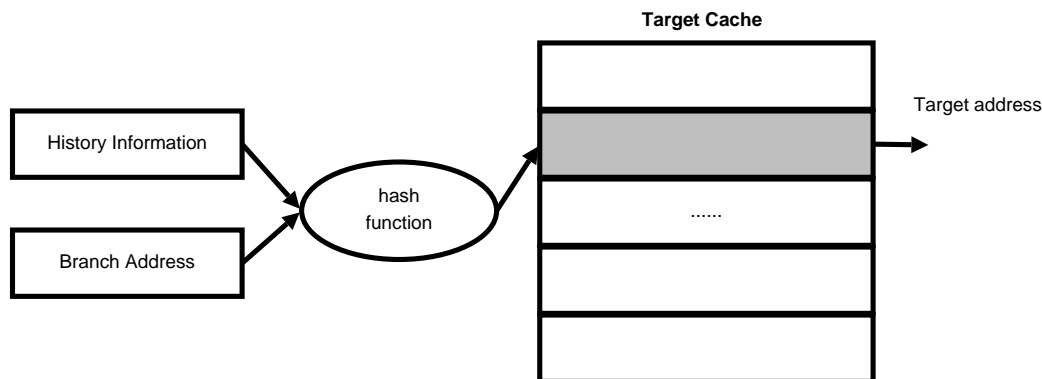 Target Cache
Target address
History Information
hash
function
......
Branch Address